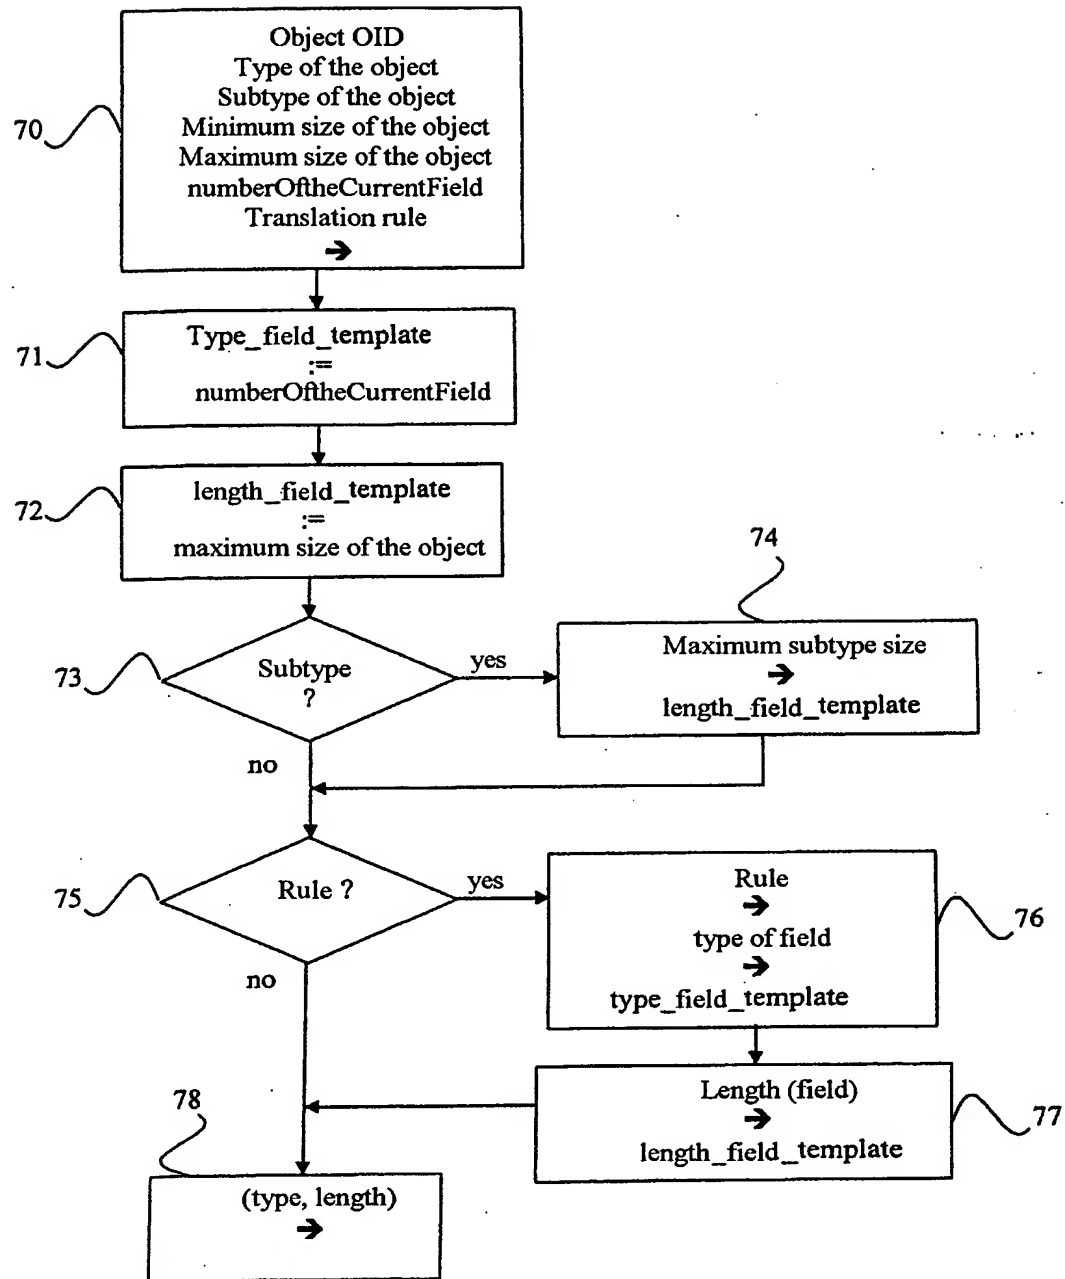 70
Object OID
Type of the object
Subtype of the object
Minimum size of the object
Maximum size of the object
numberOftheCurrentField
Translation rule
➔
71
Type_field_template
:=
numberOftheCurrentField
72
length_field_template
:=
maximum size of the object
73
Subtype
?
yes
no
74
Maximum subtype size
➔
length_field_template
75
Rule ?
yes
no
76
Rule
➔
type of field
➔
type_field_template
77
Length (field)
➔
length_field_template
78
(type, length)
➔